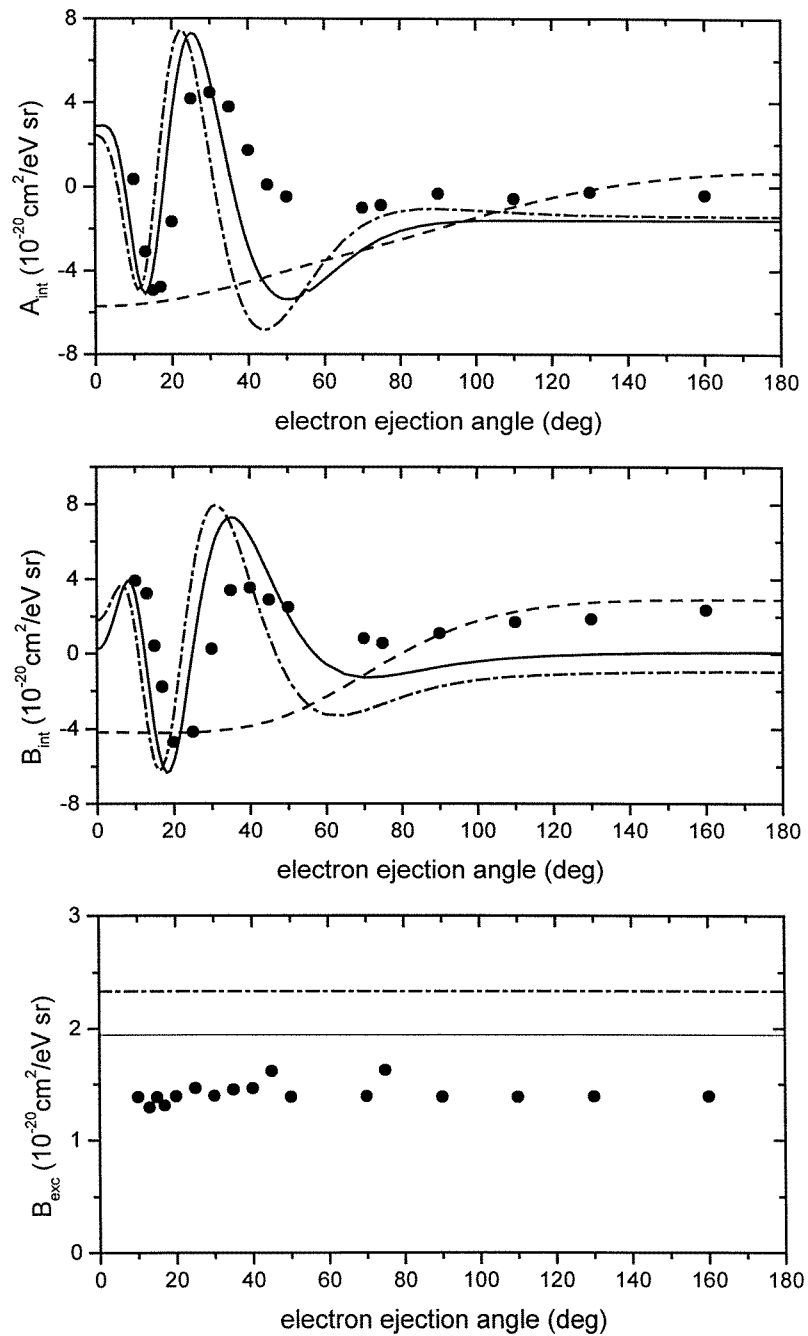 8
4
0
-4
-8
A_int (10^-20 cm^2/eV sr)
0 20 40 60 80 100 120 140 160 180
electron ejection angle (deg)
8
4
0
-4
-8
B_int (10^-20 cm^2/eV sr)
0 20 40 60 80 100 120 140 160 180
electron ejection angle (deg)
3
2
1
0
B_exc (10^-20 cm^2/eV sr)
0 20 40 60 80 100 120 140 160 180
electron ejection angle (deg)